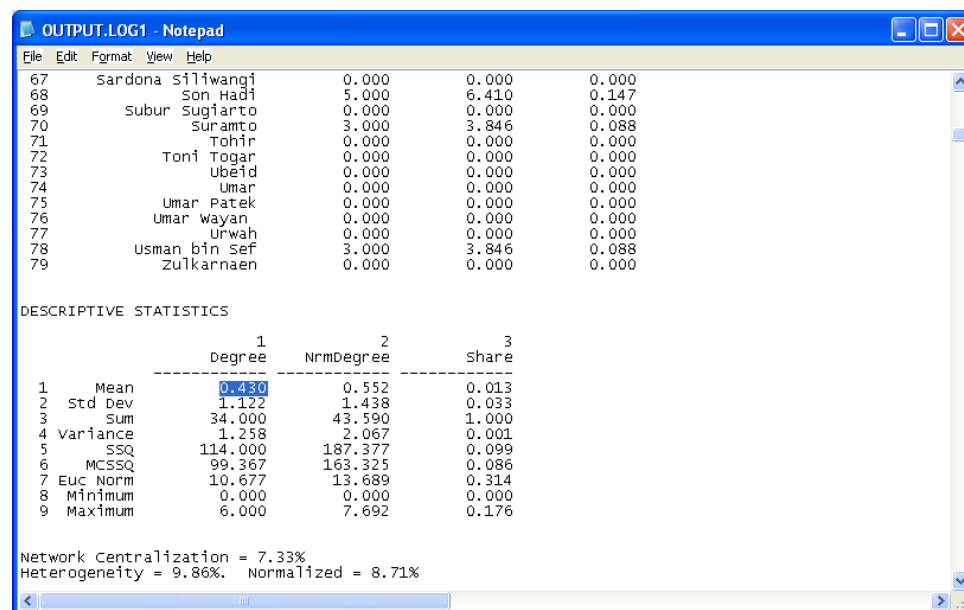 OUTPUT.LOG1 - Notepad
File Edit Format View Help
67 Sardona Siliwangi 0.000 0.000 0.000
68 Son Hadi 5.000 6.410 0.147
69 Subur Sugiarto 0.000 0.000 0.000
70 Suramto 3.000 3.846 0.088
71 Tohir 0.000 0.000 0.000
72 Toni Togar 0.000 0.000 0.000
73 Ubeid 0.000 0.000 0.000
74 Umar 0.000 0.000 0.000
75 Umar Patek 0.000 0.000 0.000
76 Umar Wayan 0.000 0.000 0.000
77 Urwah 0.000 0.000 0.000
78 Usman bin Sef 3.000 3.846 0.088
79 Zulkarnaen 0.000 0.000 0.000
DESCRIPTIVE STATISTICS
1 2 3
Degree NrmDegree Share
------------ ------------ ------------
1 Mean 0.430 0.552 0.013
2 Std Dev 1.122 1.438 0.033
3 Sum 34.000 43.590 1.000
4 Variance 1.258 2.067 0.001
5 SSQ 114.000 187.377 0.099
6 MCSSQ 99.367 163.325 0.086
7 Euc Norm 10.677 13.689 0.314
8 Minimum 0.000 0.000 0.000
9 Maximum 6.000 7.692 0.176
Network Centralization = 7.33%
Heterogeneity = 9.86%. Normalized = 8.71%